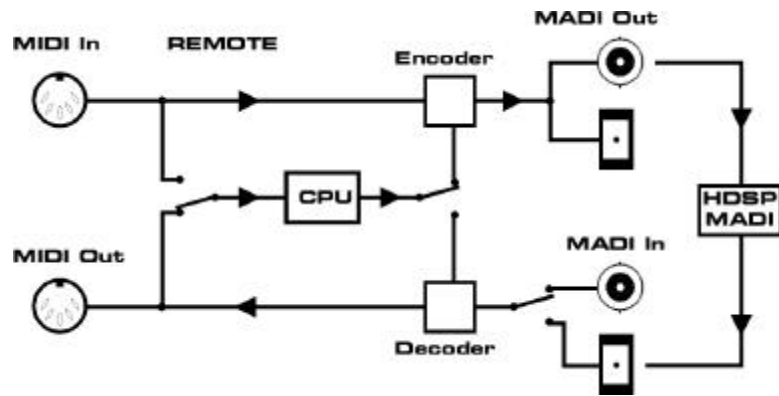 MIDI In
REMOTE
Encoder
MADI Out
CPU
HDSP
MADI
MIDI Out
MADI In
Decoder